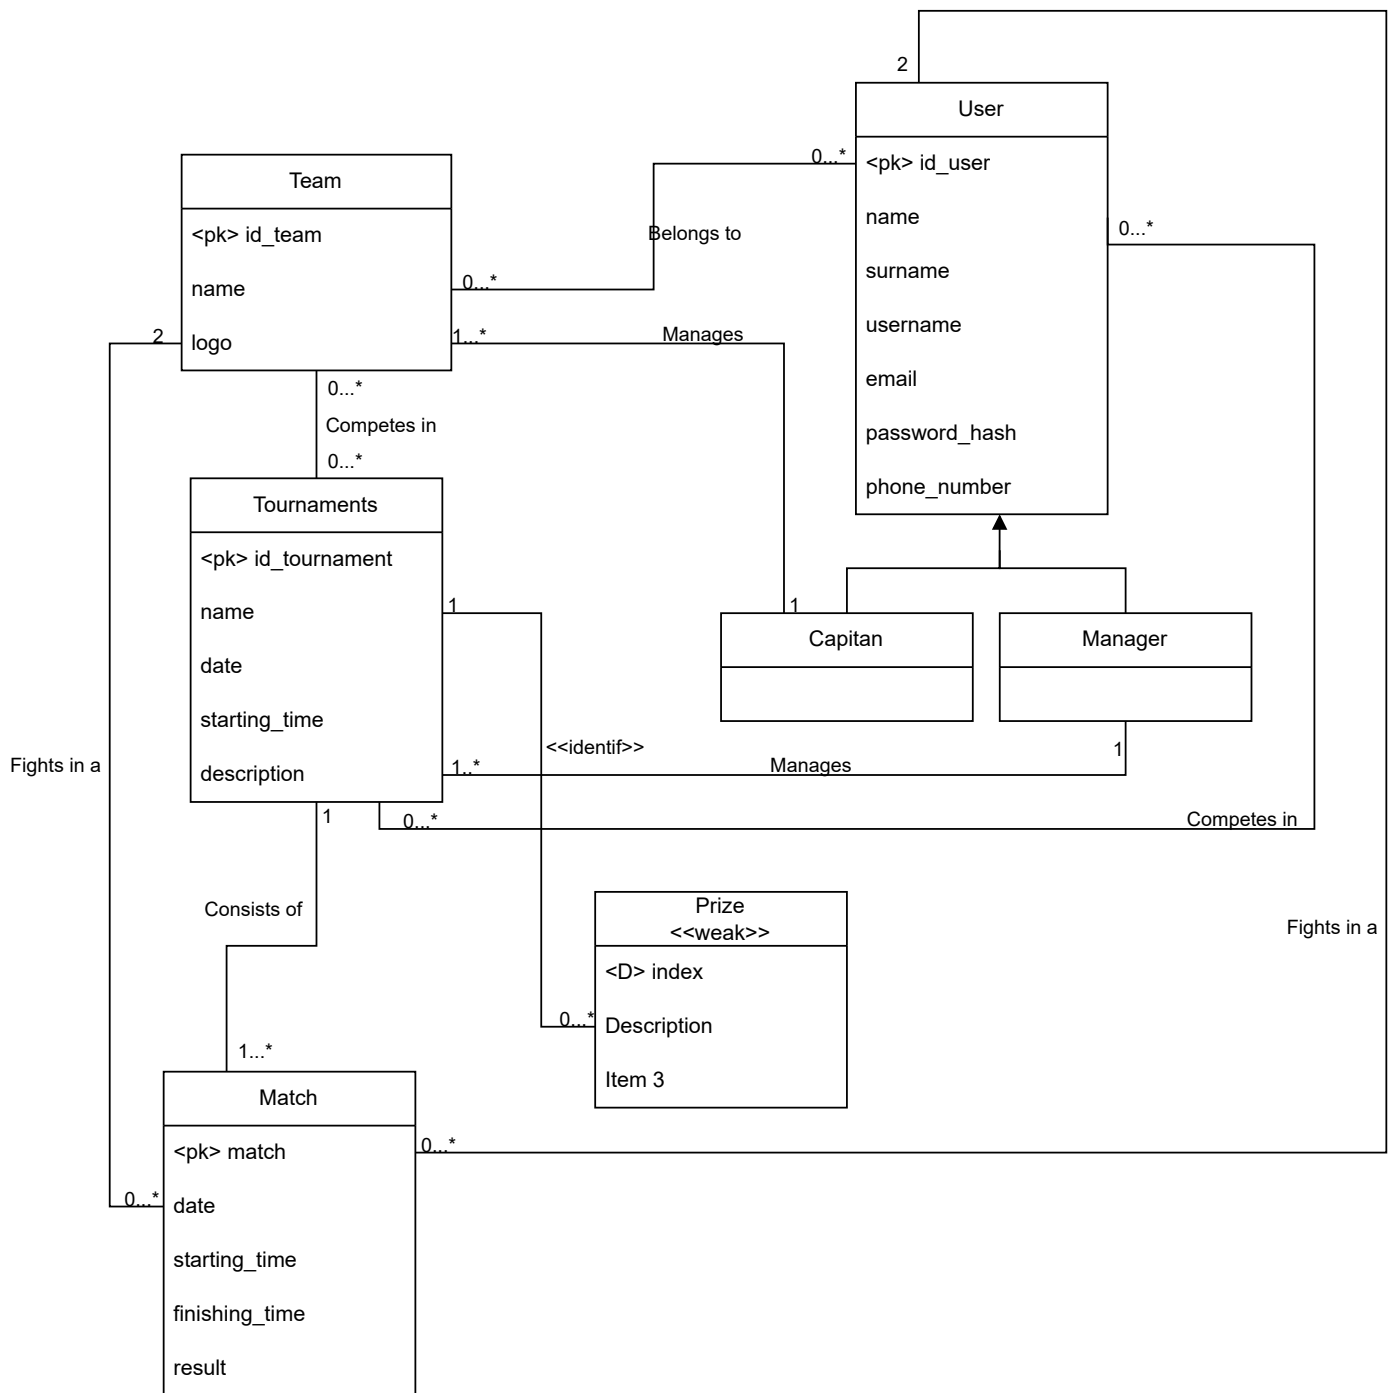 2
User
<pk> id_user
name
surname
username
email
password_hash
phone_number
0...*
0...*
Team
<pk> id_team
name
logo
Belongs to
0...*
1...*
Manages
2
0...*
Competes in
0...*
Tournaments
<pk> id_tournament
name
date
starting_time
description
1
1
Capitan
Manager
<<identif>>
1
1..*
Manages
Fights in a
1
0...*
Competes in
Consists of
Prize
<<weak>>
<D> index
Description
Item 3
0...*
Fights in a
1...*
Match
<pk> match
date
starting_time
finishing_time
result
0...*
0...*